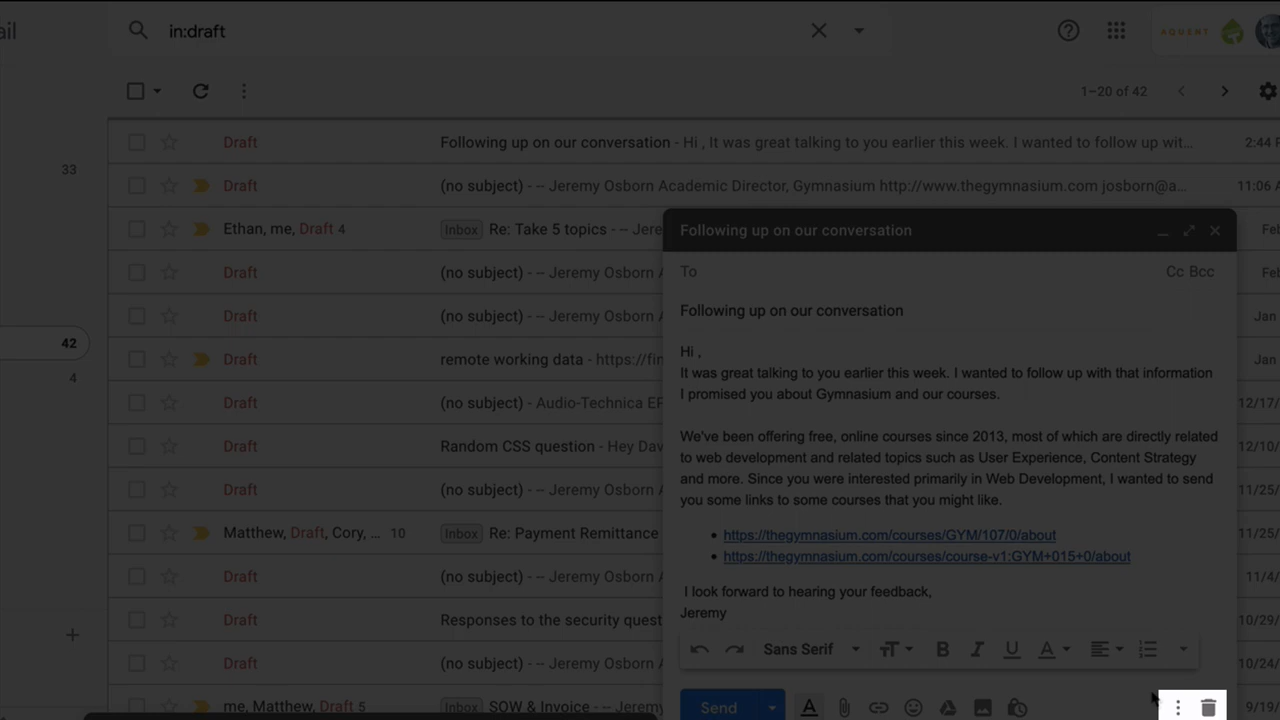 ail
in:draft
AQUENT
1–20 of 42
33
42
4
Draft Following up on our conversation - Hi , It was great talking to you earlier this week. I wanted to follow up wit... 2:44
Draft (no subject) - -- Jeremy Osborn Academic Director, Gymnasium http://www.thegymnasium.com josborn@a... 11:06
Ethan, me, Draft 4 Inbox Re: Take 5 topics - -- Jere Feb
Draft (no subject) - -- Jeremy Osborn A Feb
Draft (no subject) - -- Jeremy Osborn A Jan
remote working data - https://fin Jan
Draft
Draft (no subject) - Audio-Technica EP 12/17/
Draft Random CSS question - Hey Dav 12/10/
Draft (no subject) - -- Jeremy Osborn A 11/25/
Matthew, Draft, Cory, ... 10 Inbox Re: Payment Remittance 11/25/
Draft (no subject) - -- Jeremy Osborn A 11/4/
Draft Responses to the security quest 10/29/
Draft (no subject) - -- Jeremy Osborn A 10/24/
me, Matthew, Draft 5 Inbox SOW & Invoice - Jeremy 9/19/
Following up on our conversation
To Cc Bcc
Following up on our conversation
Hi ,
It was great talking to you earlier this week. I wanted to follow up with that information
I promised you about Gymnasium and our courses.
We've been offering free, online courses since 2013, most of which are directly related
to web development and related topics such as User Experience, Content Strategy
and more. Since you were interested primarily in Web Development, I wanted to send
you some links to some courses that you might like.
• https://thegymnasium.com/courses/GYM/107/0/about
• https://thegymnasium.com/courses/course-v1:GYM+015+0/about
I look forward to hearing your feedback,
Jeremy
Sans Serif
Send